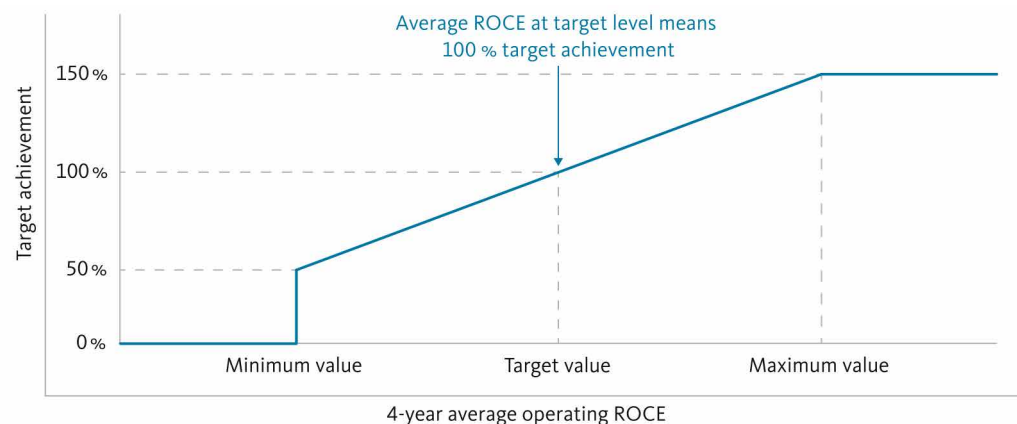 Average ROCE at target level means
100 % target achievement
Target achievement
150 %
100 %
50 %
0 %
Minimum value
Target value
Maximum value
4-year average operating ROCE